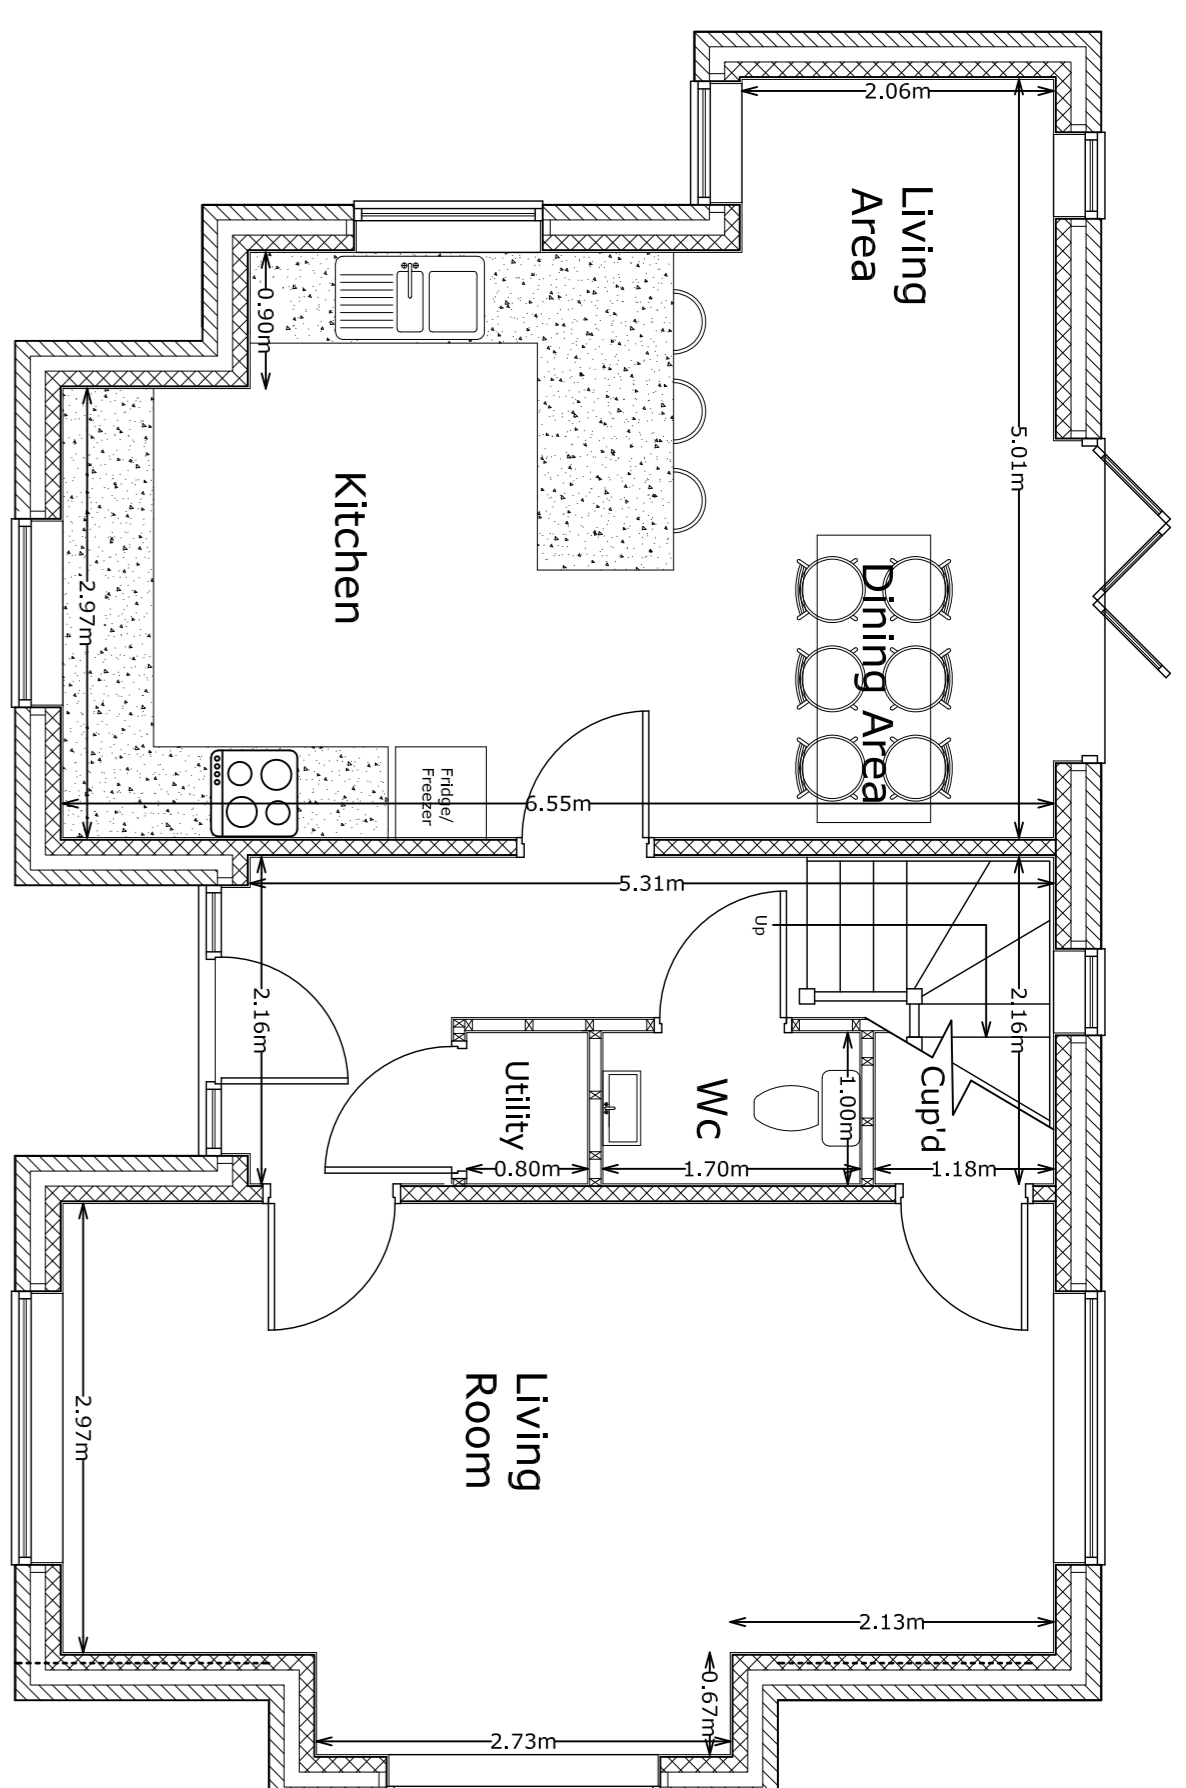 2.06m
Living
Area
0.90m
5.01m
Kitchen
2.97m
Dining Area
Fridge/
Freezer
6.55m
5.31m
Up
2.16m
2.16m
Utility
Wc
1.00m
Cup'd
0.80m
1.70m
1.18m
Living
Room
2.97m
2.13m
0.67m
2.73m